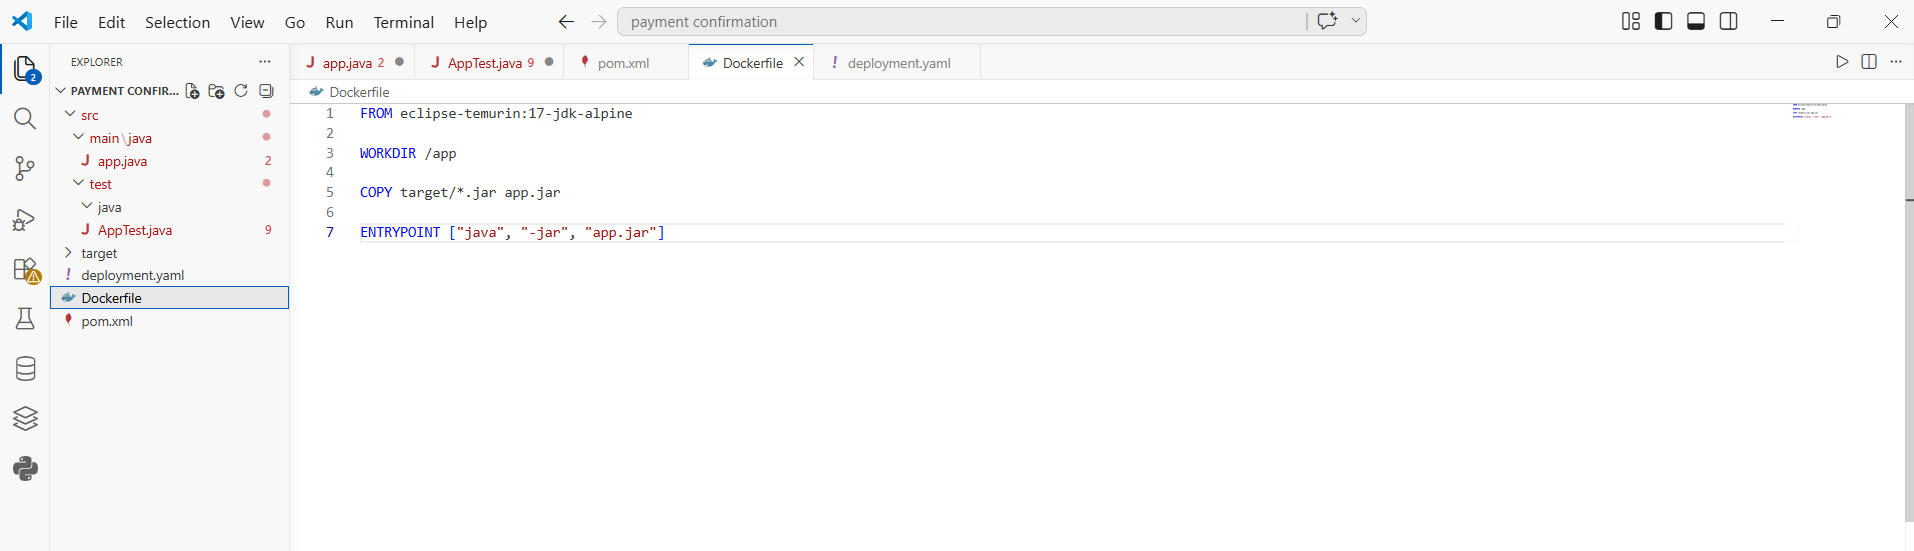 File Edit Selection View Go Run Terminal Help
payment confirmation
EXPLORER
PAYMENT CONFIR...
src
main\java
J app.java 2
test
java
J AppTest.java 9
target
! deployment.yaml
Dockerfile
pom.xml
2
J app.java 2
J AppTest.java 9
pom.xml
Dockerfile
! deployment.yaml
Dockerfile
1 FROM eclipse-temurin:17-jdk-alpine
2
3 WORKDIR /app
4
5 COPY target/*.jar app.jar
6
7 ENTRYPOINT ["java", "-jar", "app.jar"]